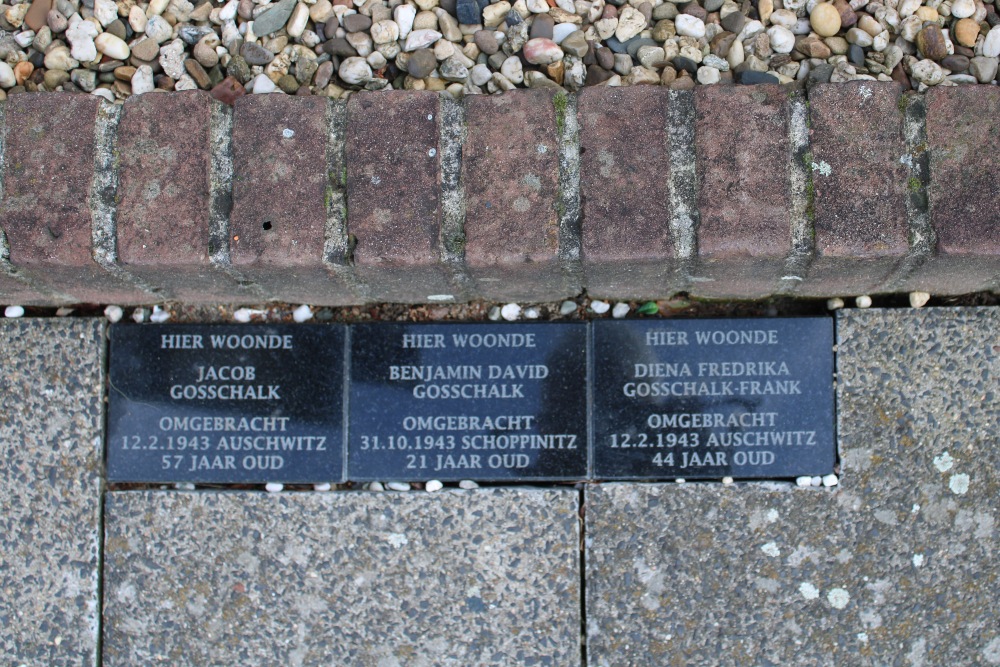 HIER WOONDE
JACOB
GOSSCHALK
OMGEBRACHT
12.2.1943 AUSCHWITZ
57 JAAR OUD
HIER WOONDE
BENJAMIN DAVID
GOSSCHALK
OMGEBRACHT
31.10.1943 SCHOPPINITZ
21 JAAR OUD
HIER WOONDE
DIENA FREDRIKA
GOSSCHALK-FRANK
OMGEBRACHT
12.2.1943 AUSCHWITZ
44 JAAR OUD